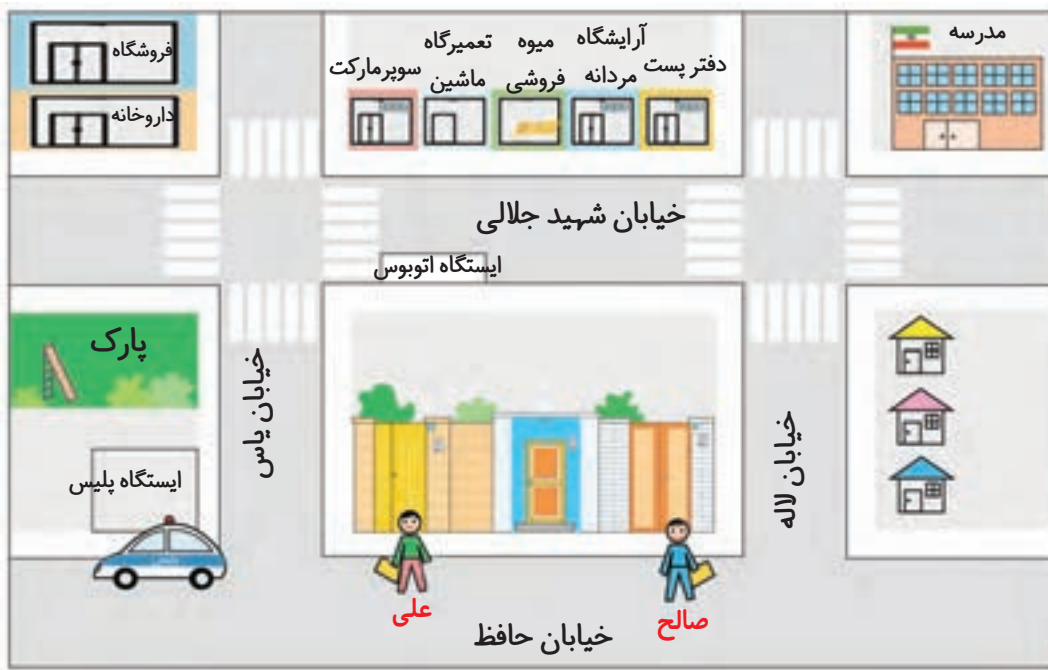 مدرسه
دفتر پست
آرایشگاه
مردانه
میوه
فروشی
تعمیرگاه
ماشین
سوپرمارکت
فروشگاه
داروخانه
خیابان شهید جلالی
ایستگاه اتوبوس
پارک
خیابان یاس
خیابان لاله
ایستگاه پلیس
صالح
علی
خیابان حافظ